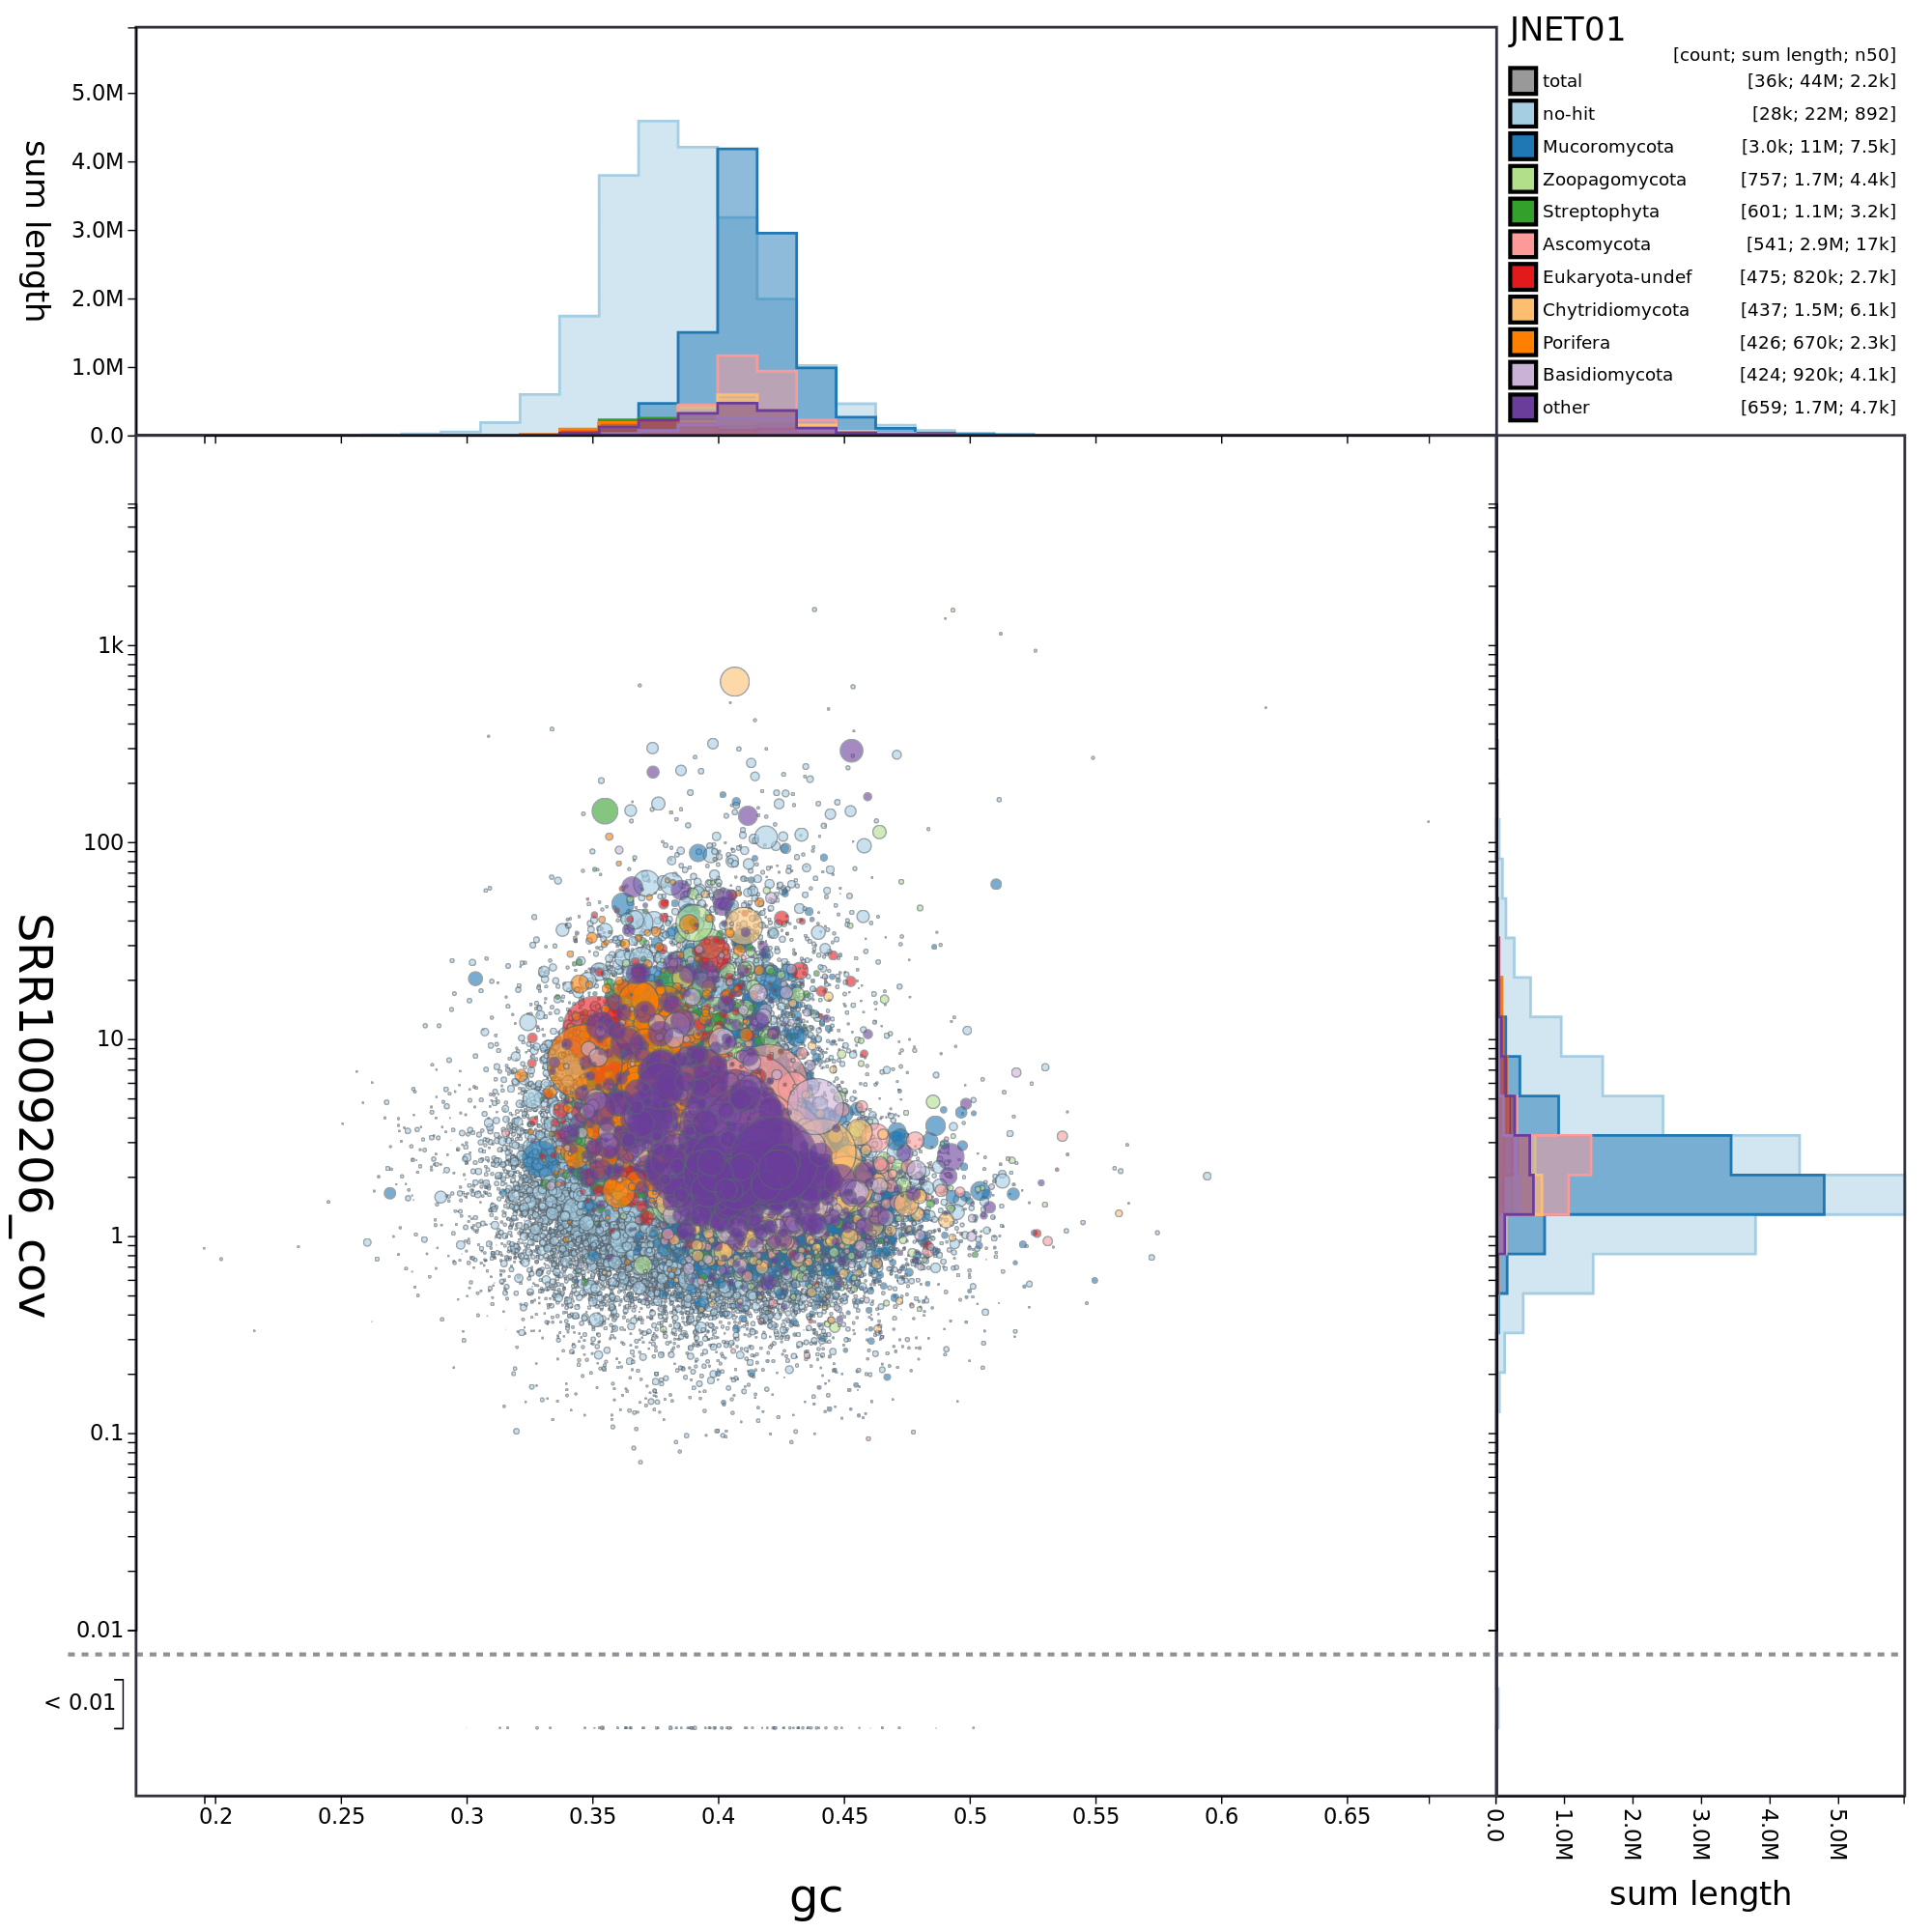 JNET01
[count; sum length; n50]
total [36k; 44M; 2.2k]
no-hit [28k; 22M; 892]
Mucoromycota [3.0k; 11M; 7.5k]
Zoopagomycota [757; 1.7M; 4.4k]
Streptophyta [601; 1.1M; 3.2k]
Ascomycota [541; 2.9M; 17k]
Eukaryota-undef [475; 820k; 2.7k]
Chytridiomycota [437; 1.5M; 6.1k]
Porifera [426; 670k; 2.3k]
Basidiomycota [424; 920k; 4.1k]
other [659; 1.7M; 4.7k]
sum length
5.0M
4.0M
3.0M
2.0M
1.0M
0.0
SRR1009206_cov
1k
100
10
1
0.1
0.01
< 0.01
0.2 0.25 0.3 0.35 0.4 0.45 0.5 0.55 0.6 0.65
gc
0.0 1.0M 2.0M 3.0M 4.0M 5.0M
sum length